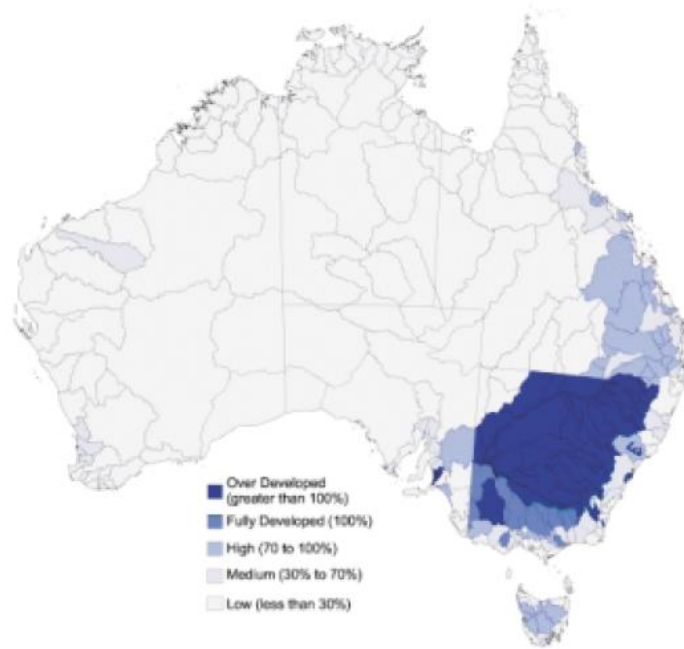 Over Developed
(greater than 100%)
Fully Developed (100%)
High (70 to 100%)
Medium (30% to 70%)
Low (less than 30%)